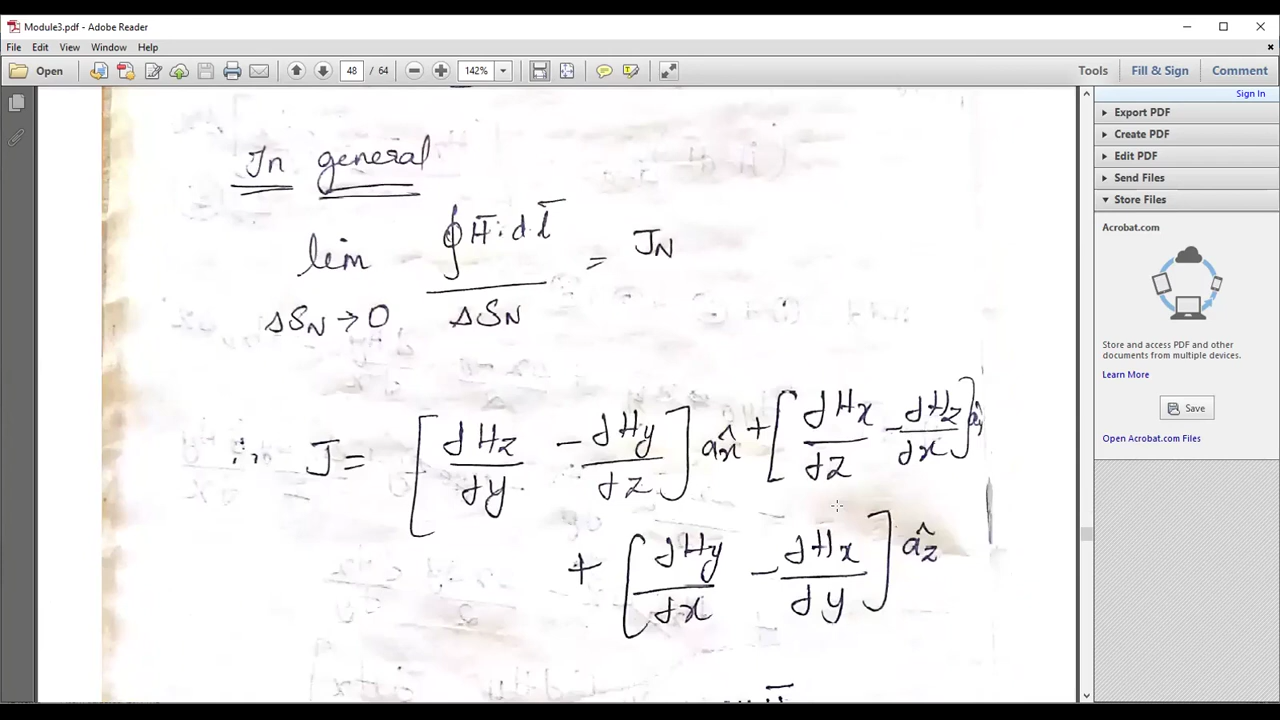 Module3.pdf - Adobe Reader
File Edit View Window Help
Open 48 / 64 142% Tools Fill & Sign Comment
Sign In
Export PDF
Create PDF
Edit PDF
Send Files
Store Files
Acrobat.com
Store and access PDF and other
documents from multiple devices.
Learn More
Save
Open Acrobat.com Files
In general
lim ΔS_N → 0 ∮ H̄ · d l̄ / ΔS_N = J_N
∴ J = [ ∂Hz/∂y − ∂Hy/∂z ] âx + [ ∂Hx/∂z − ∂Hz/∂x ] ây
+ [ ∂Hy/∂x − ∂Hx/∂y ] âz